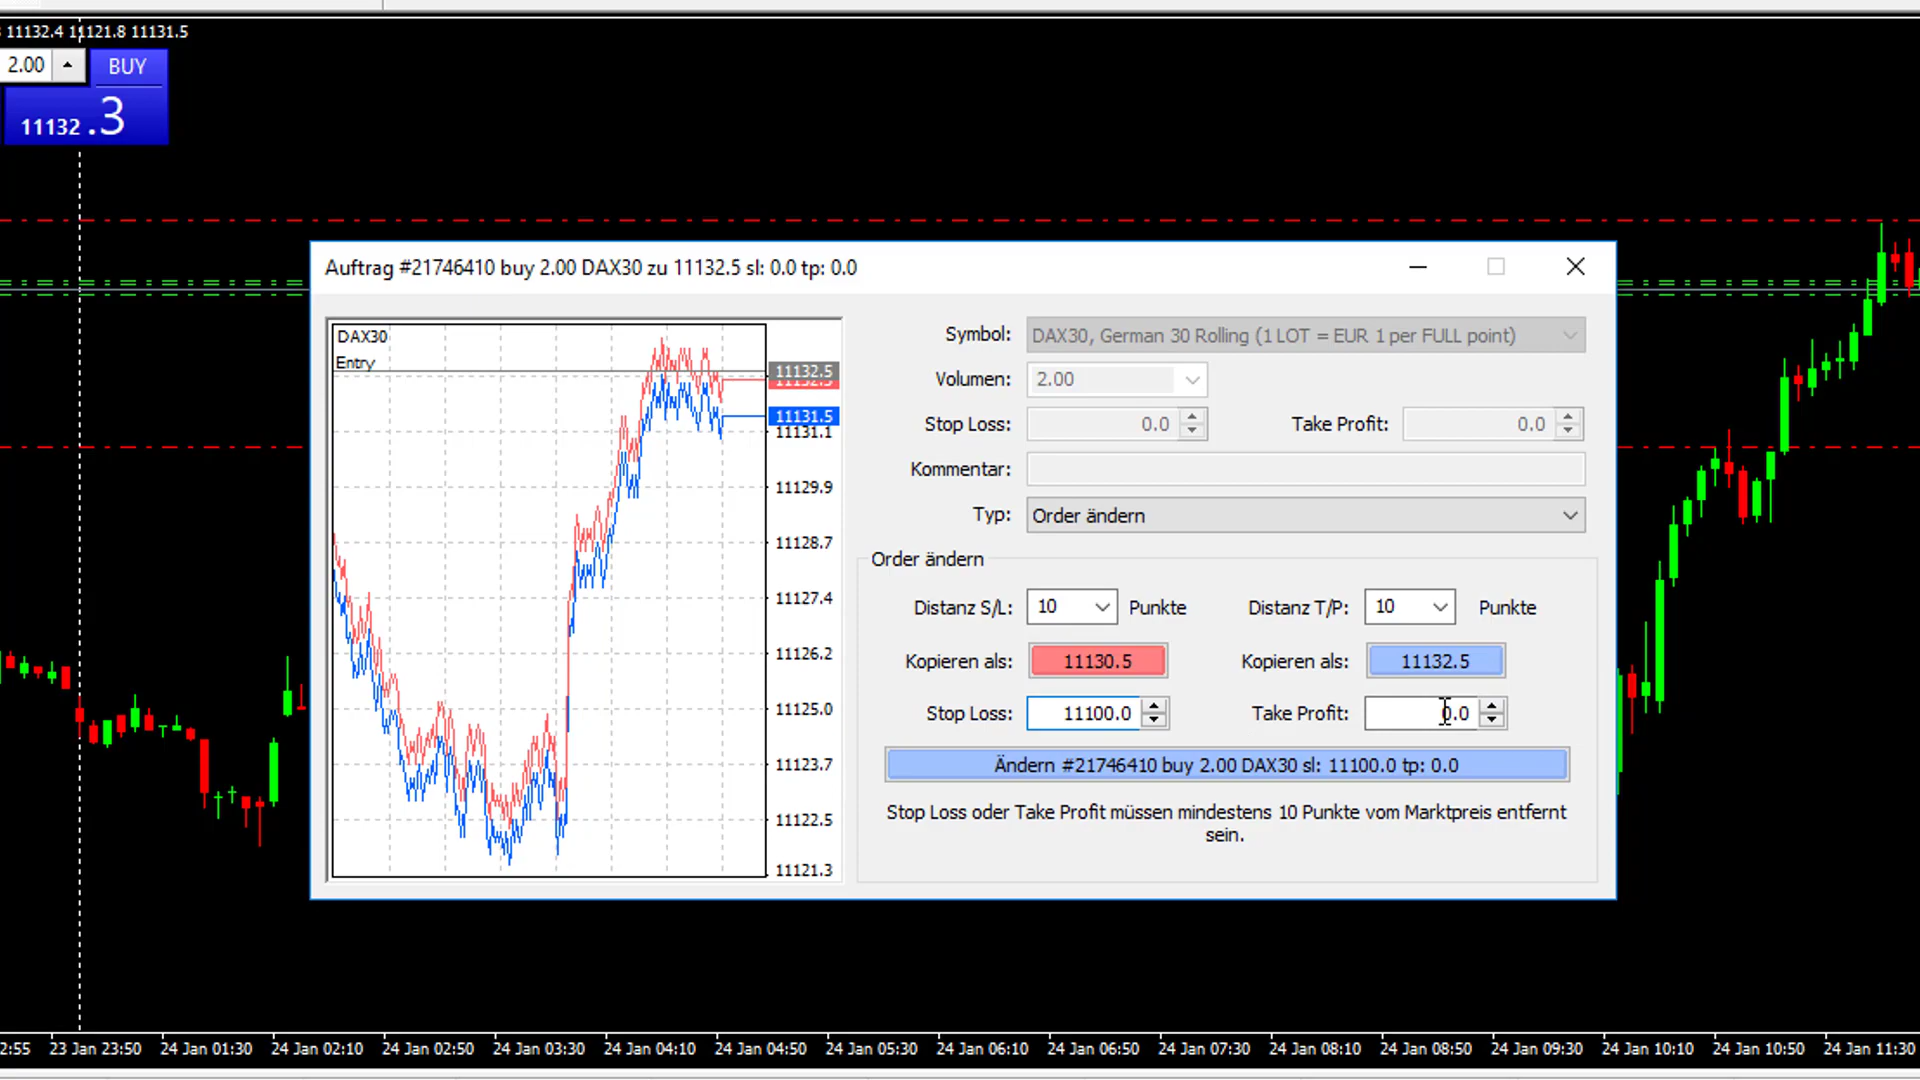 11132.4 11121.8 11131.5
2.00
BUY
11132.3
Auftrag #21746410 buy 2.00 DAX30 zu 11132.5 sl: 0.0 tp: 0.0
DAX30
Entry
11132.5
11131.5
11131.1
11129.9
11128.7
11127.4
11126.2
11125.0
11123.7
11122.5
11121.3
Symbol: DAX30, German 30 Rolling (1 LOT = EUR 1 per FULL point)
Volumen: 2.00
Stop Loss: 0.0 Take Profit: 0.0
Kommentar:
Typ: Order ändern
Order ändern
Distanz S/L: 10 Punkte Distanz T/P: 10 Punkte
Kopieren als: 11130.5 Kopieren als: 11132.5
Stop Loss: 11100.0 Take Profit: 0.0
Ändern #21746410 buy 2.00 DAX30 sl: 11100.0 tp: 0.0
Stop Loss oder Take Profit müssen mindestens 10 Punkte vom Marktpreis entfernt
sein.
2:55 23 Jan 23:50 24 Jan 01:30 24 Jan 02:10 24 Jan 02:50 24 Jan 03:30 24 Jan 04:10 24 Jan 04:50 24 Jan 05:30 24 Jan 06:10 24 Jan 06:50 24 Jan 07:30 24 Jan 08:10 24 Jan 08:50 24 Jan 09:30 24 Jan 10:10 24 Jan 10:50 24 Jan 11:30